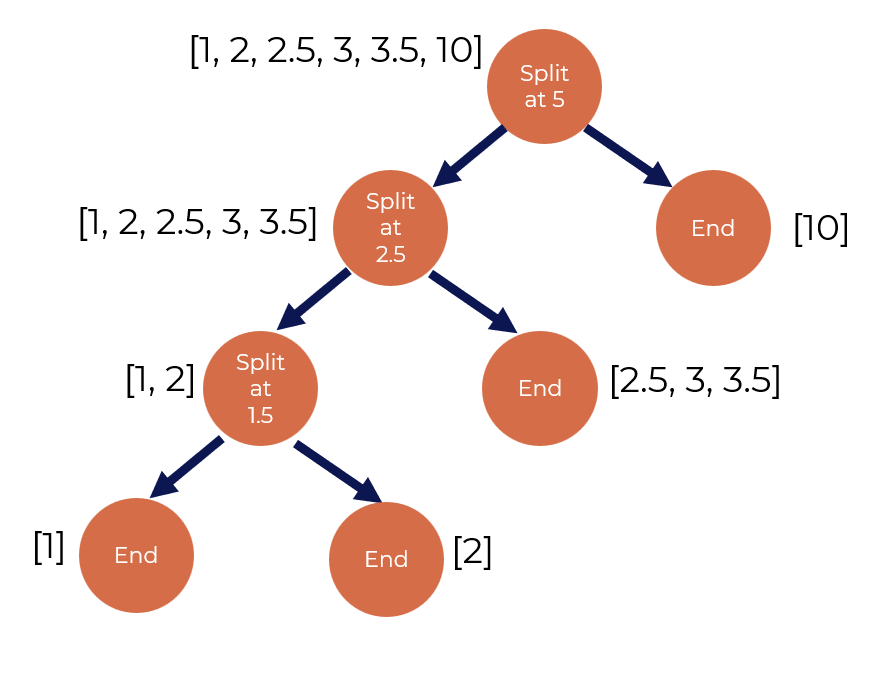 [1, 2, 2.5, 3, 3.5, 10]
Split
at 5
[1, 2, 2.5, 3, 3.5]
Split
at
2.5
End
[10]
[1, 2]
Split
at
1.5
End
[2.5, 3, 3.5]
[1]
End
End
[2]